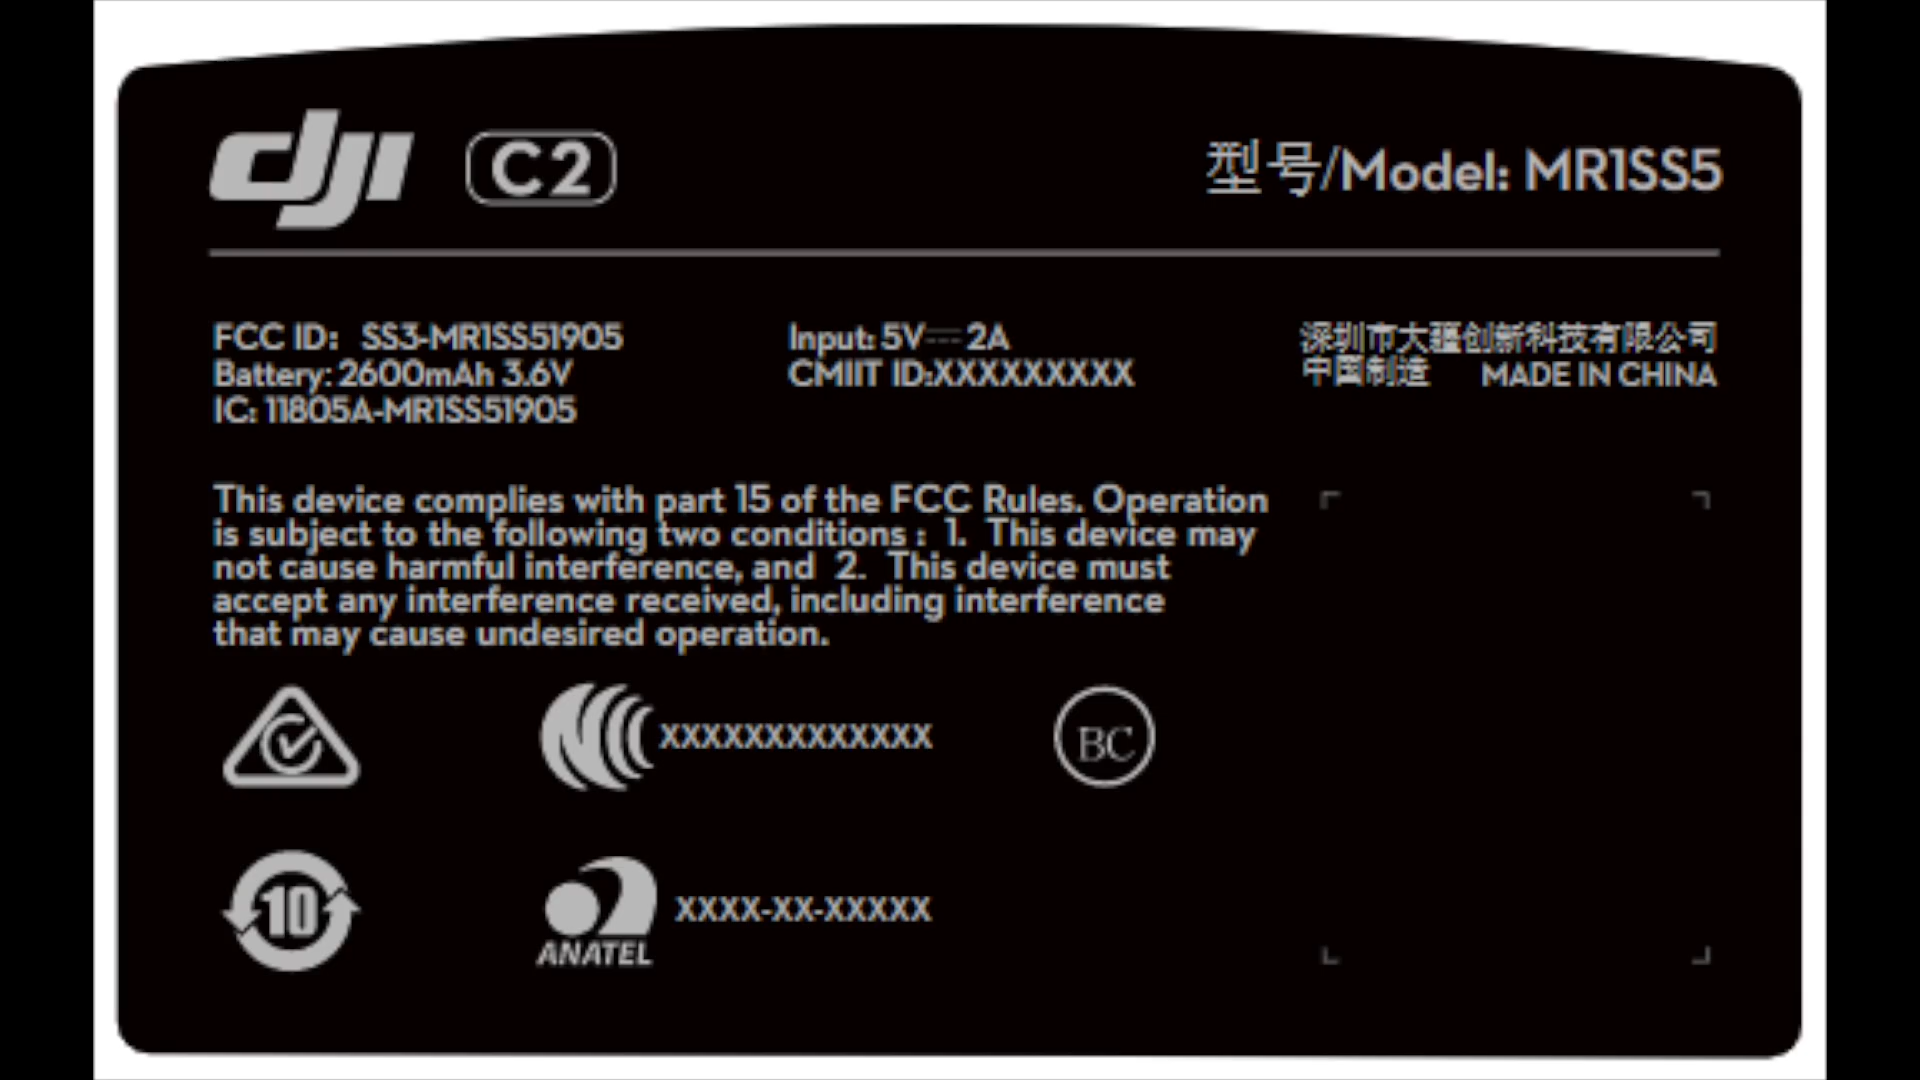 dji C2 型号/Model: MR1SS5
FCC ID: SS3-MR1SS51905
Battery: 2600mAh 3.6V
IC: 11805A-MR1SS51905
Input: 5V⎓2A
CMIIT ID:XXXXXXXXX
深圳市大疆创新科技有限公司
中国制造 MADE IN CHINA
This device complies with part 15 of the FCC Rules. Operation
is subject to the following two conditions : 1. This device may
not cause harmful interference, and 2. This device must
accept any interference received, including interference
that may cause undesired operation.
XXXXXXXXXXXXX
BC
10
ANATEL
XXXX-XX-XXXXX